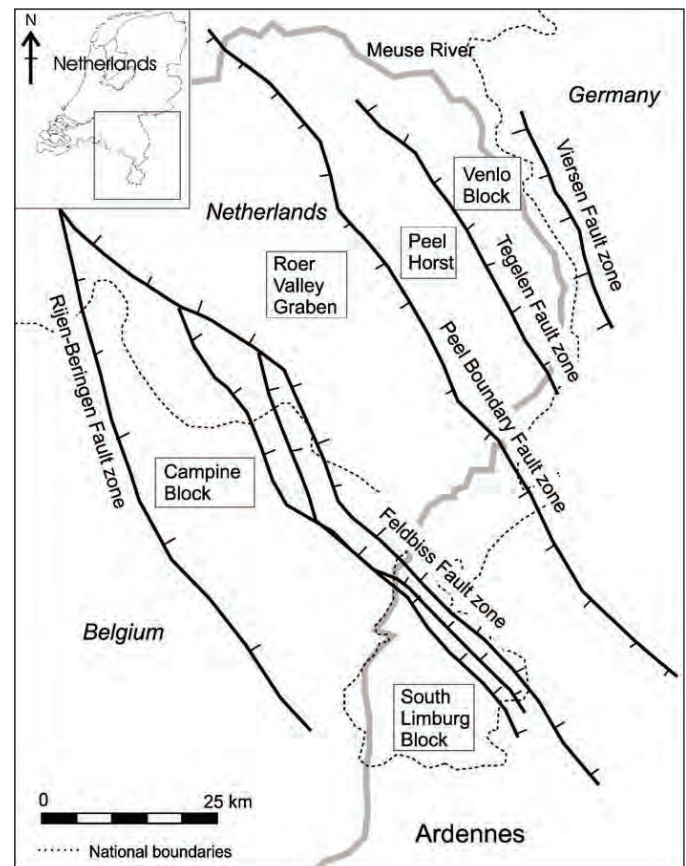 N
Netherlands
Meuse River
Germany
Viersen Fault zone
Venlo
Block
Netherlands
Peel
Horst
Tegelen Fault zone
Roer
Valley
Graben
Rijen-Beringen Fault zone
Peel Boundary Fault zone
Campine
Block
Feldbiss Fault zone
Belgium
South
Limburg
Block
0 25 km
National boundaries
Ardennes